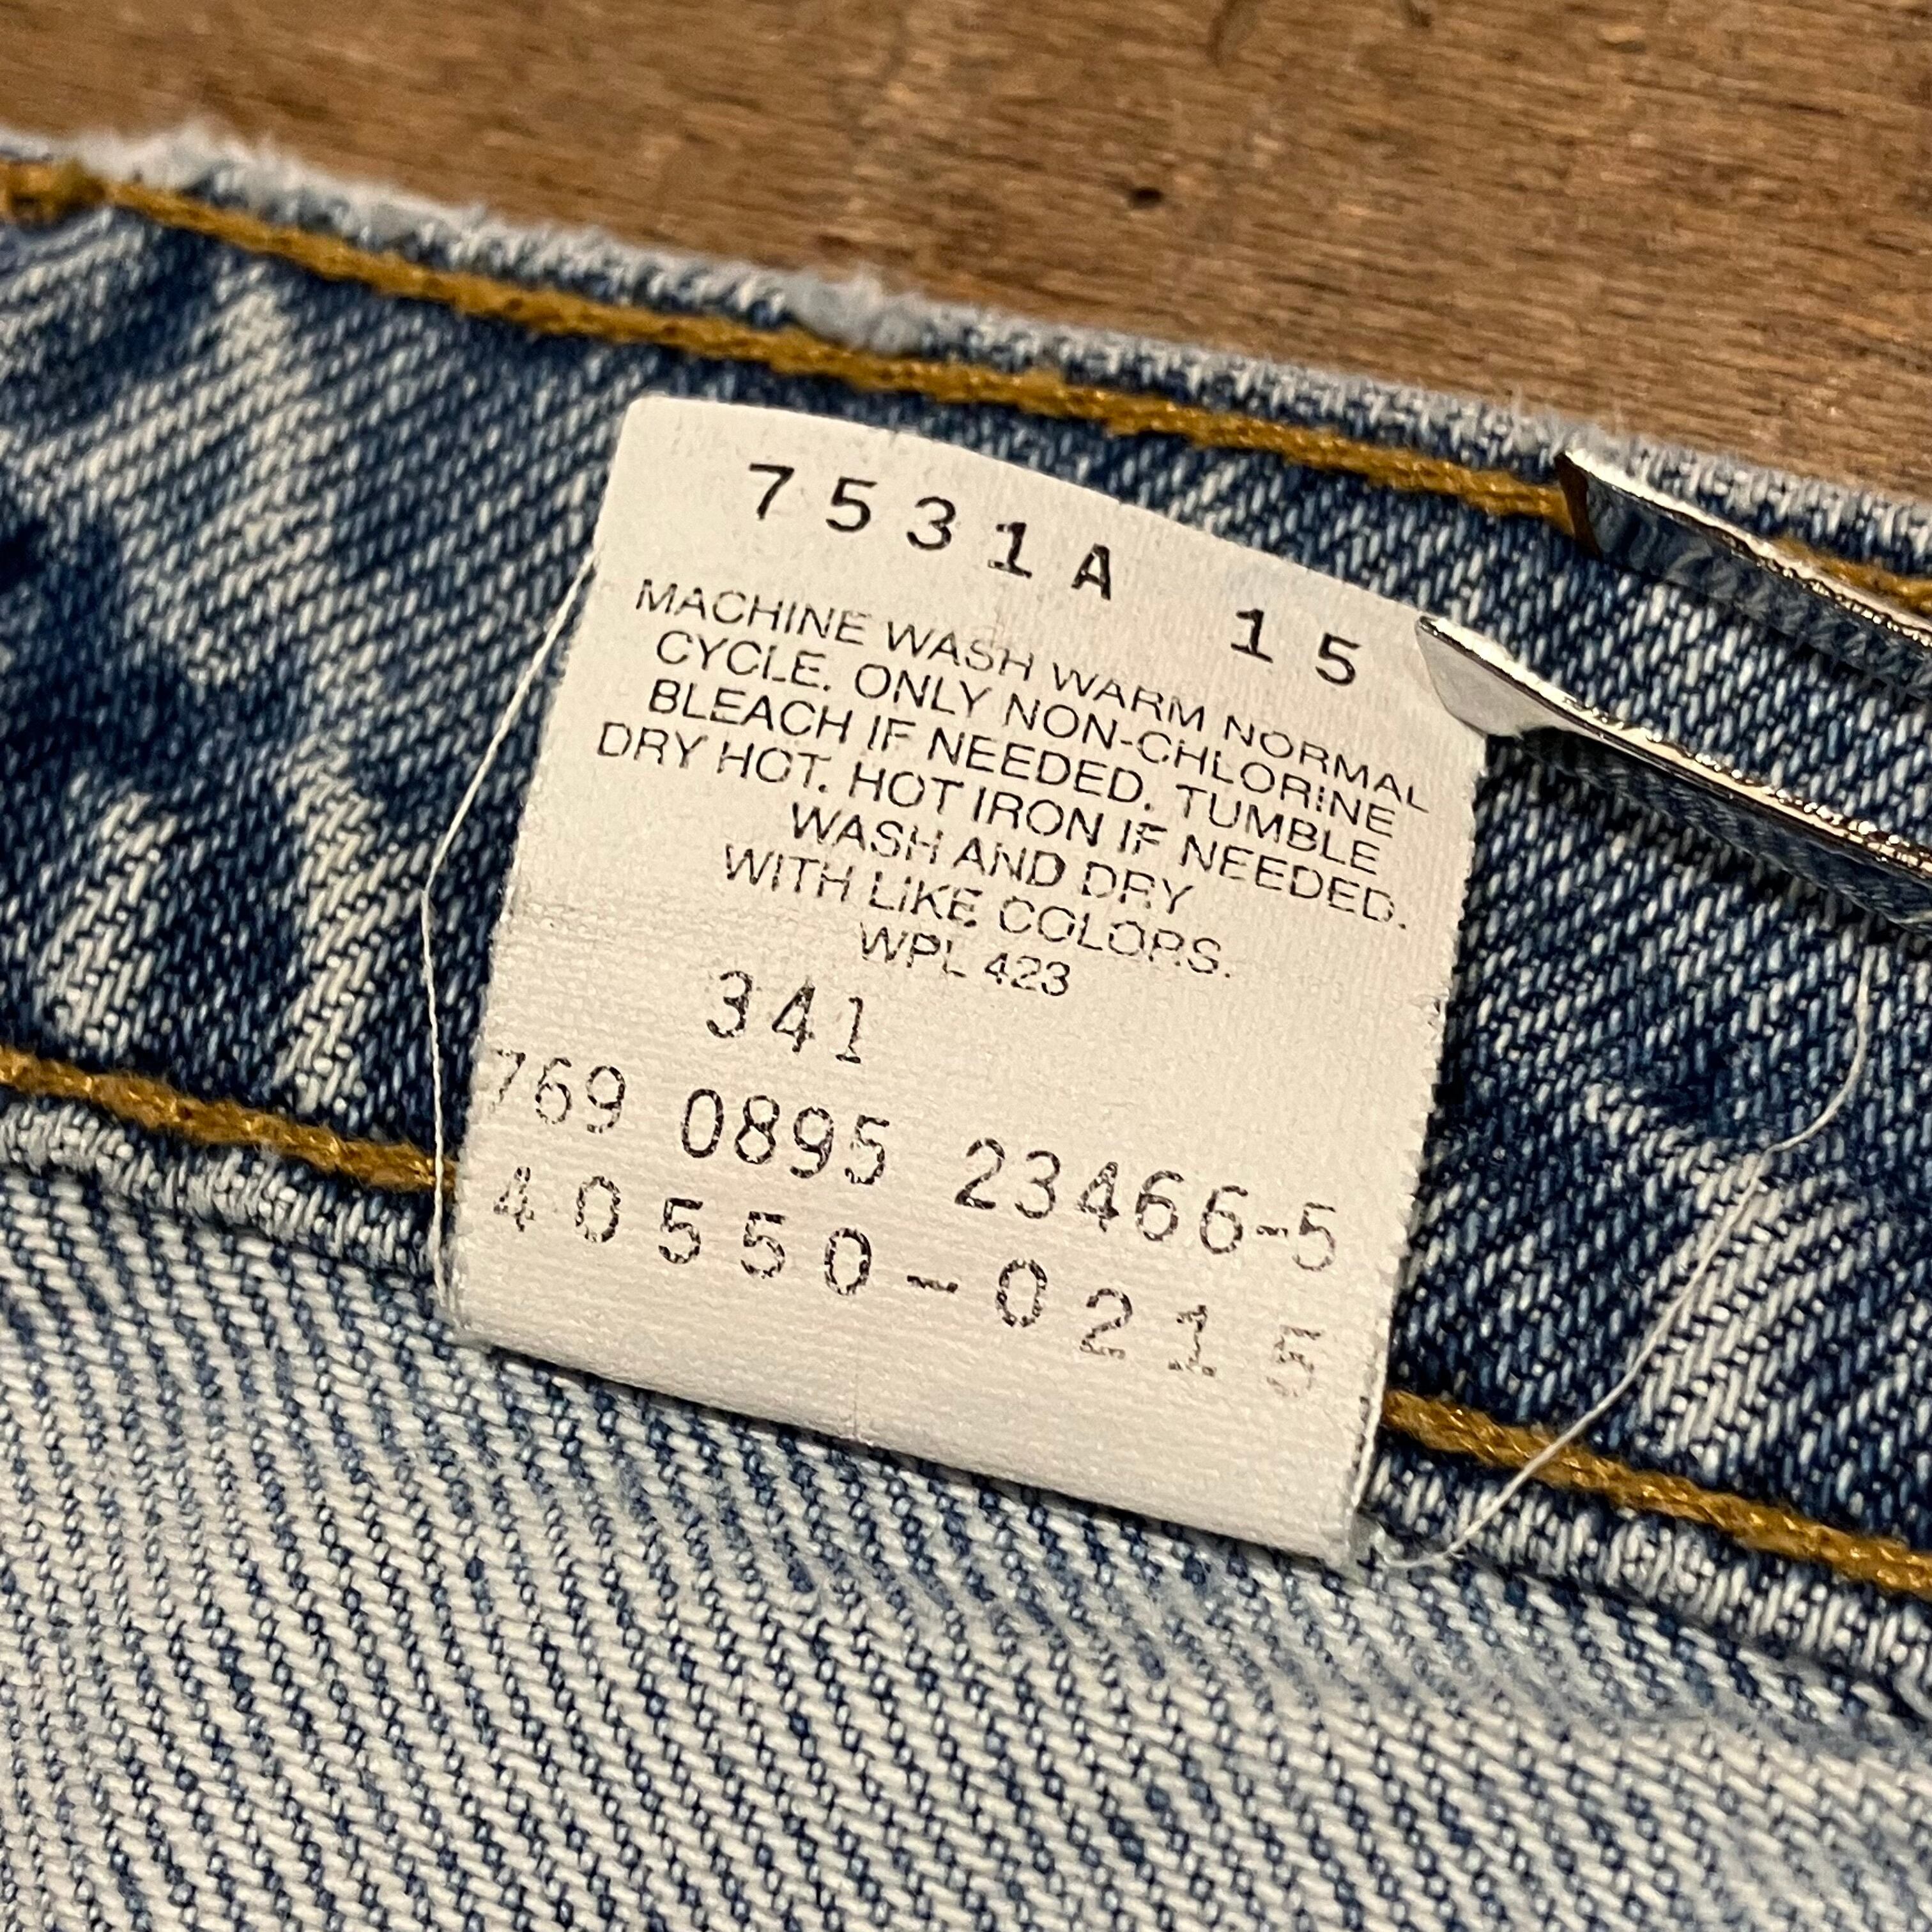 7531A 15
MACHINE WASH WARM NORMAL
CYCLE. ONLY NON-CHLORINE
BLEACH IF NEEDED. TUMBLE
DRY HOT. HOT IRON IF NEEDED.
WASH AND DRY
WITH LIKE COLORS.
WPL 423
341
769 0895 23466-5
40550-0215